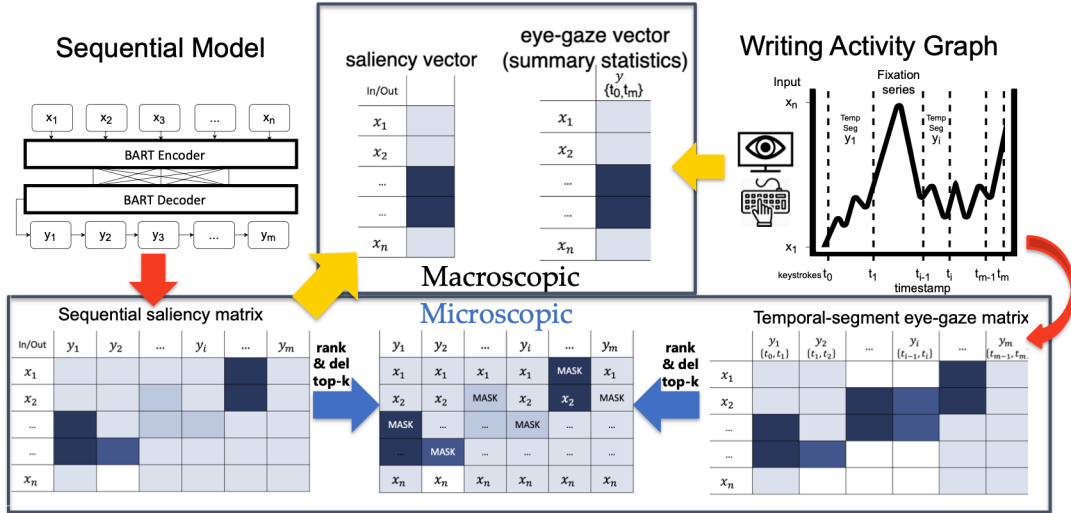 Sequential Model
x1 x2 x3 ... xn
BART Encoder
BART Decoder
y1 y2 y3 ... ym
saliency vector
In/Out
x1
x2
...
...
xn
eye-gaze vector
(summary statistics)
y
{t0,tm}
x1
x2
...
...
xn
Macroscopic
Writing Activity Graph
Input
Fixation
series
xn
Temp
Seg
y1
Temp
Seg
yi
x1
keystrokes t0 t1 ti-1 ti tm-1 tm
timestamp
Microscopic
Sequential saliency matrix
In/Out y1 y2 ... yi ... ym
x1
x2
...
...
xn
rank
& del
top-k
y1 y2 ... yi ... ym
x1 x1 x1 x1 MASK x1
x2 x2 MASK x2 x2 MASK
MASK ... ... MASK ... ...
... MASK ... ... ... ...
xn xn xn xn xn xn
rank
& del
top-k
Temporal-segment eye-gaze matrix
y1 y2 ... yi ... ym
{t0,t1} {t1,t2} {ti-1,ti} {tm-1,tm
x1
x2
...
...
xn